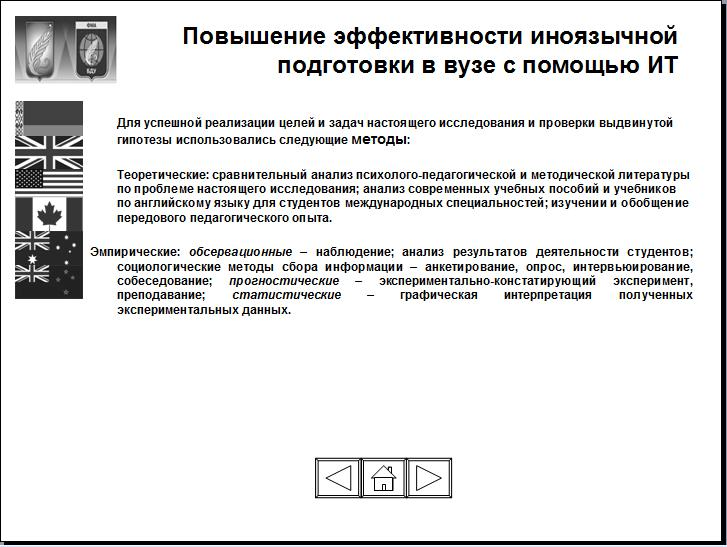 ФМА
БДУ
Повышение эффективности иноязычной
подготовки в вузе с помощью ИТ
Для успешной реализации целей и задач настоящего исследования и проверки выдвинутой
гипотезы использовались следующие методы:
Теоретические: сравнительный анализ психолого-педагогической и методической литературы
по проблеме настоящего исследования; анализ современных учебных пособий и учебников
по английскому языку для студентов международных специальностей; изучении и обобщение
передового педагогического опыта.
Эмпирические: обсервационные – наблюдение; анализ результатов деятельности студентов;
социологические методы сбора информации – анкетирование, опрос, интервьюирование,
собеседование; прогностические – экспериментально-констатирующий эксперимент,
преподавание; статистические – графическая интерпретация полученных
экспериментальных данных.